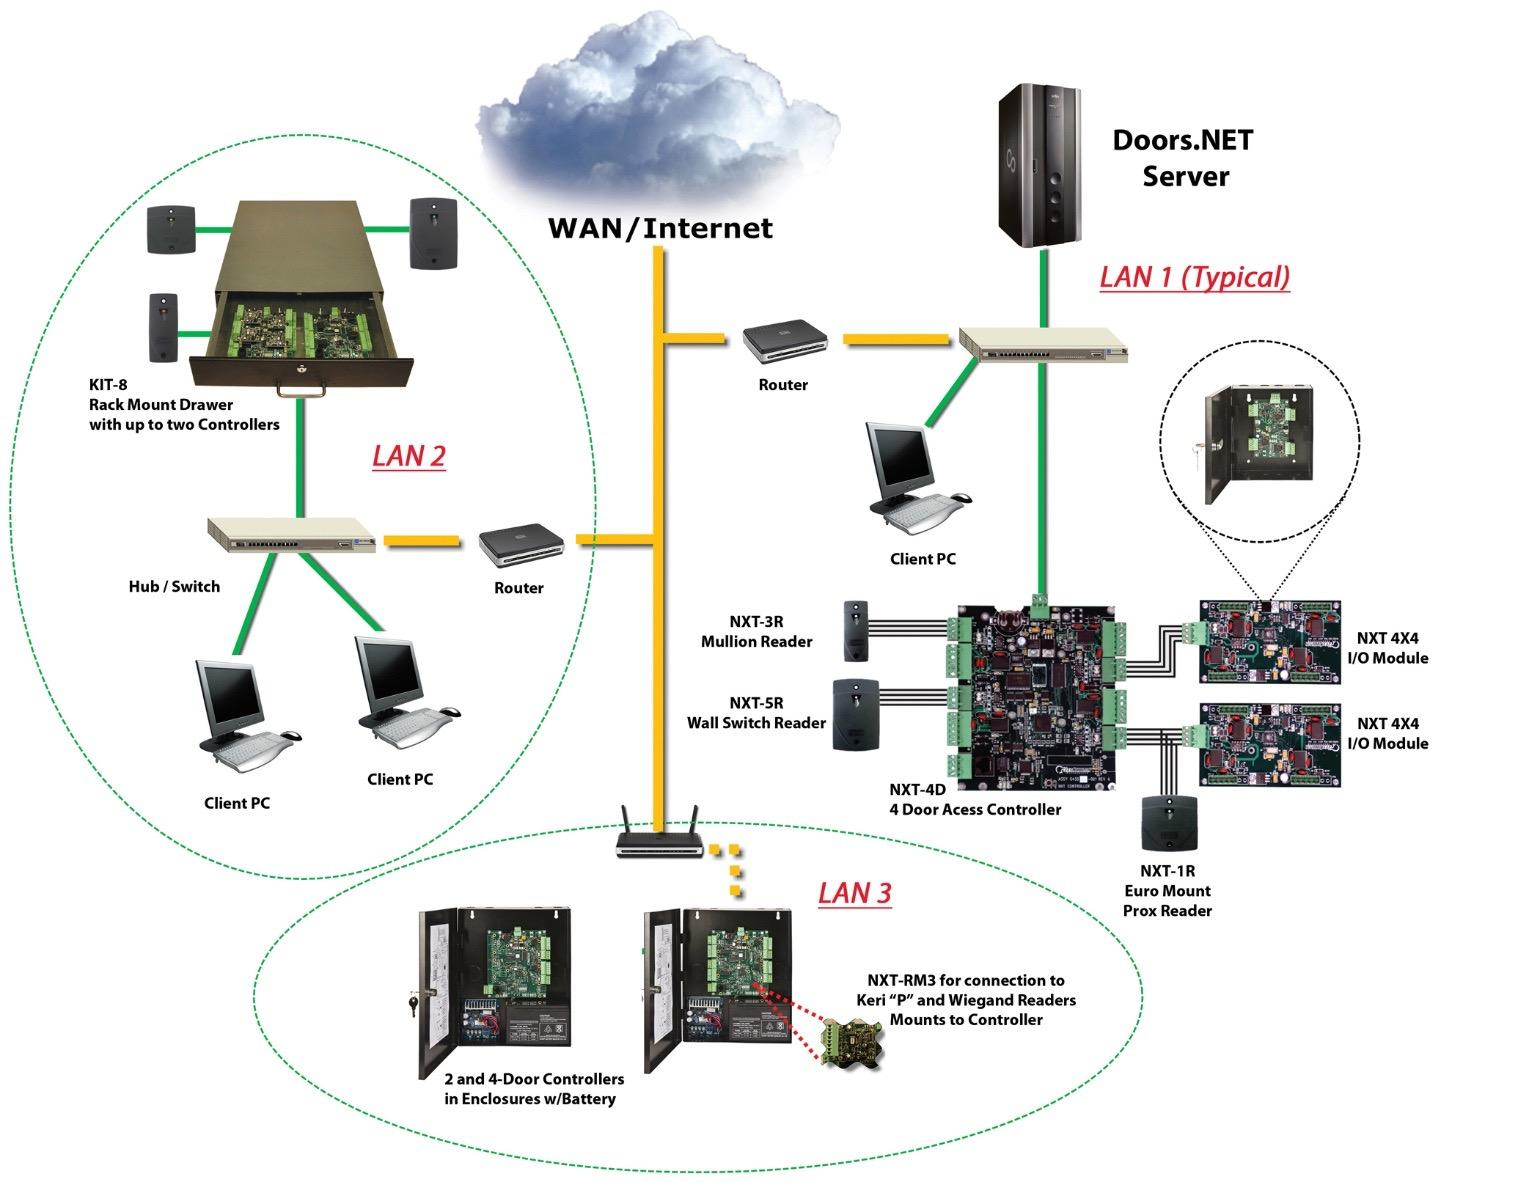 WAN/Internet
Doors.NET
Server
LAN 1 (Typical)
Router
Client PC
KIT-8
Rack Mount Drawer
with up to two Controllers
LAN 2
Hub / Switch
Router
Client PC
Client PC
NXT-3R
Mullion Reader
NXT-5R
Wall Switch Reader
NXT-4D
4 Door Acess Controller
NXT 4X4
I/O Module
NXT 4X4
I/O Module
NXT-1R
Euro Mount
Prox Reader
LAN 3
NXT-RM3 for connection to
Keri “P” and Wiegand Readers
Mounts to Controller
2 and 4-Door Controllers
in Enclosures w/Battery